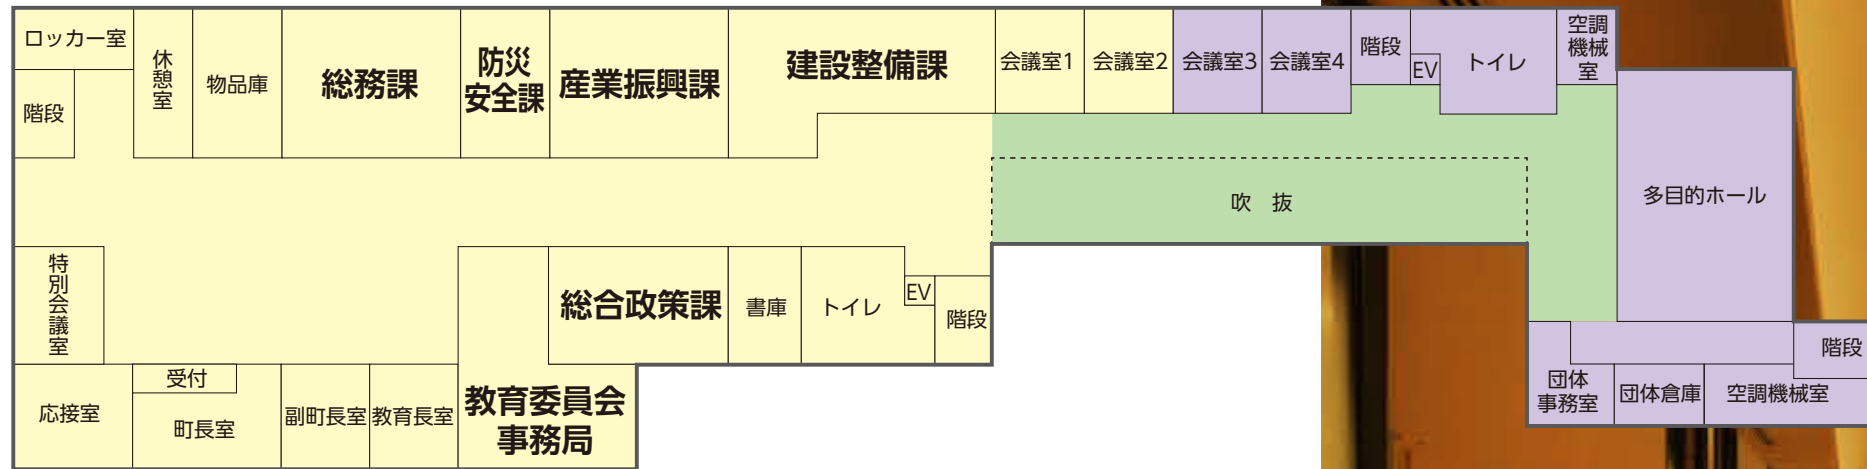 ロッカー室
階段
休憩室
物品庫
総務課
防災
安全課
産業振興課
建設整備課
会議室1
会議室2
会議室3
会議室4
階段
EV
トイレ
空調
機械
室
多目的ホール
吹 抜
特別会議室
総合政策課
書庫
トイレ
EV
階段
応接室
受付
町長室
副町長室
教育長室
教育委員会
事務局
団体
事務室
団体倉庫
空調機械室
階段